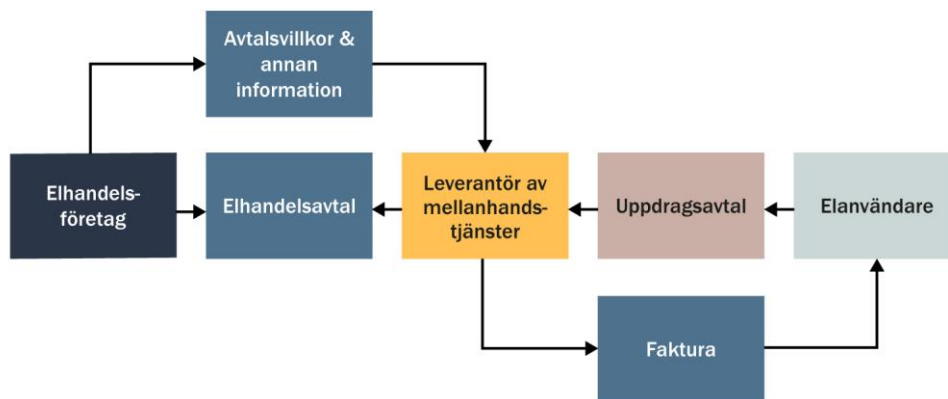 Avtalsvillkor &
annan
information
Elhandels-
företag
Elhandelsavtal
Leverantör av
mellanhands-
tjänster
Uppdragsavtal
Elanvändare
Faktura